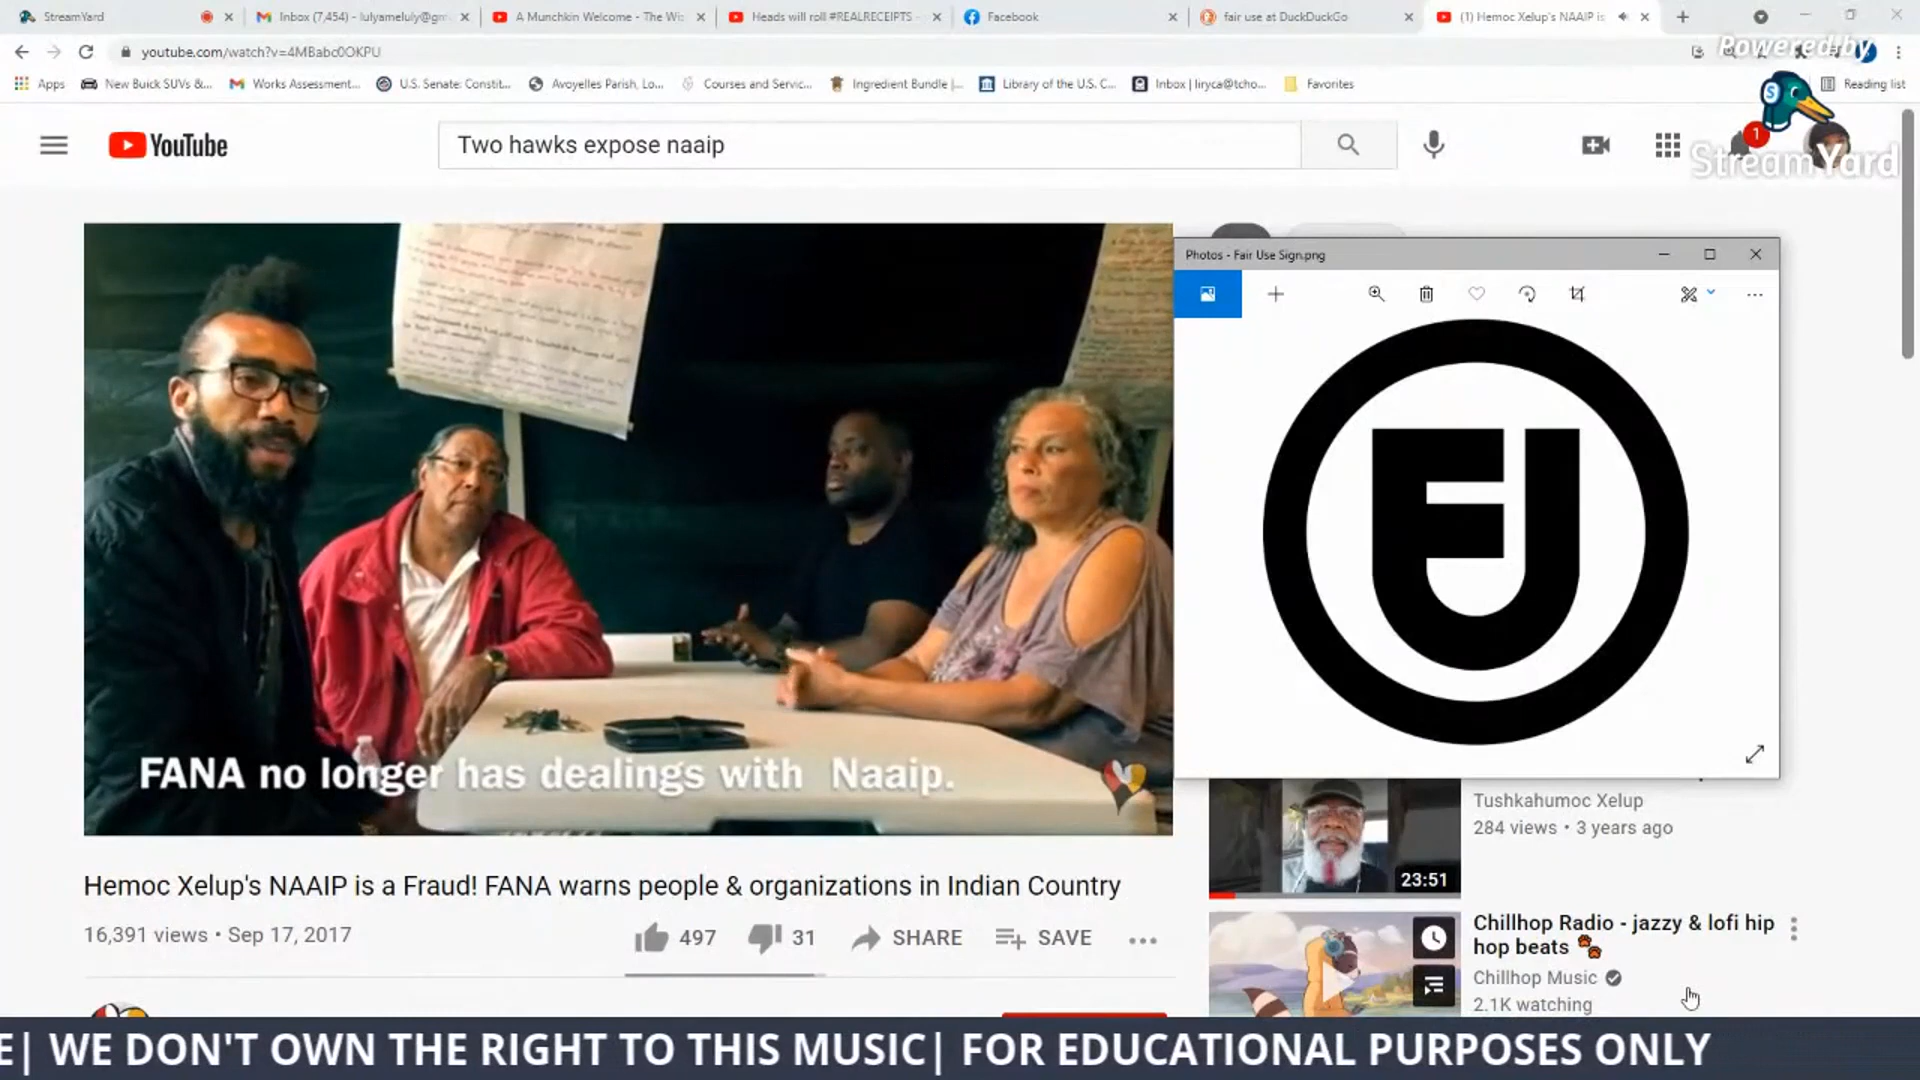 StreamYard
Inbox (7,454) - lulyameluly@gm
A Munchkin Welcome - The Wi
Heads will roll #REALRECEIPTS -
Facebook
fair use at DuckDuckGo
(1) Hemoc Xelup's NAAIP is
youtube.com/watch?v=4MBabc0OKPU
Powered by
Apps
New Buick SUVs &...
Works Assessment...
U.S. Senate: Constit...
Avoyelles Parish, Lo...
Courses and Servic...
Ingredient Bundle |...
Library of the U.S. C...
Inbox | liryca@tcho...
Favorites
Reading list
YouTube
Two hawks expose naaip
1
StreamYard
Photos - Fair Use Sign.png
FU
FANA no longer has dealings with Naaip.
Tushkahumoc Xelup
284 views • 3 years ago
23:51
Hemoc Xelup's NAAIP is a Fraud! FANA warns people & organizations in Indian Country
16,391 views • Sep 17, 2017
497
31
SHARE
SAVE
Chillhop Radio - jazzy & lofi hip
hop beats 🐾
Chillhop Music
2.1K watching
E| WE DON'T OWN THE RIGHT TO THIS MUSIC| FOR EDUCATIONAL PURPOSES ONLY